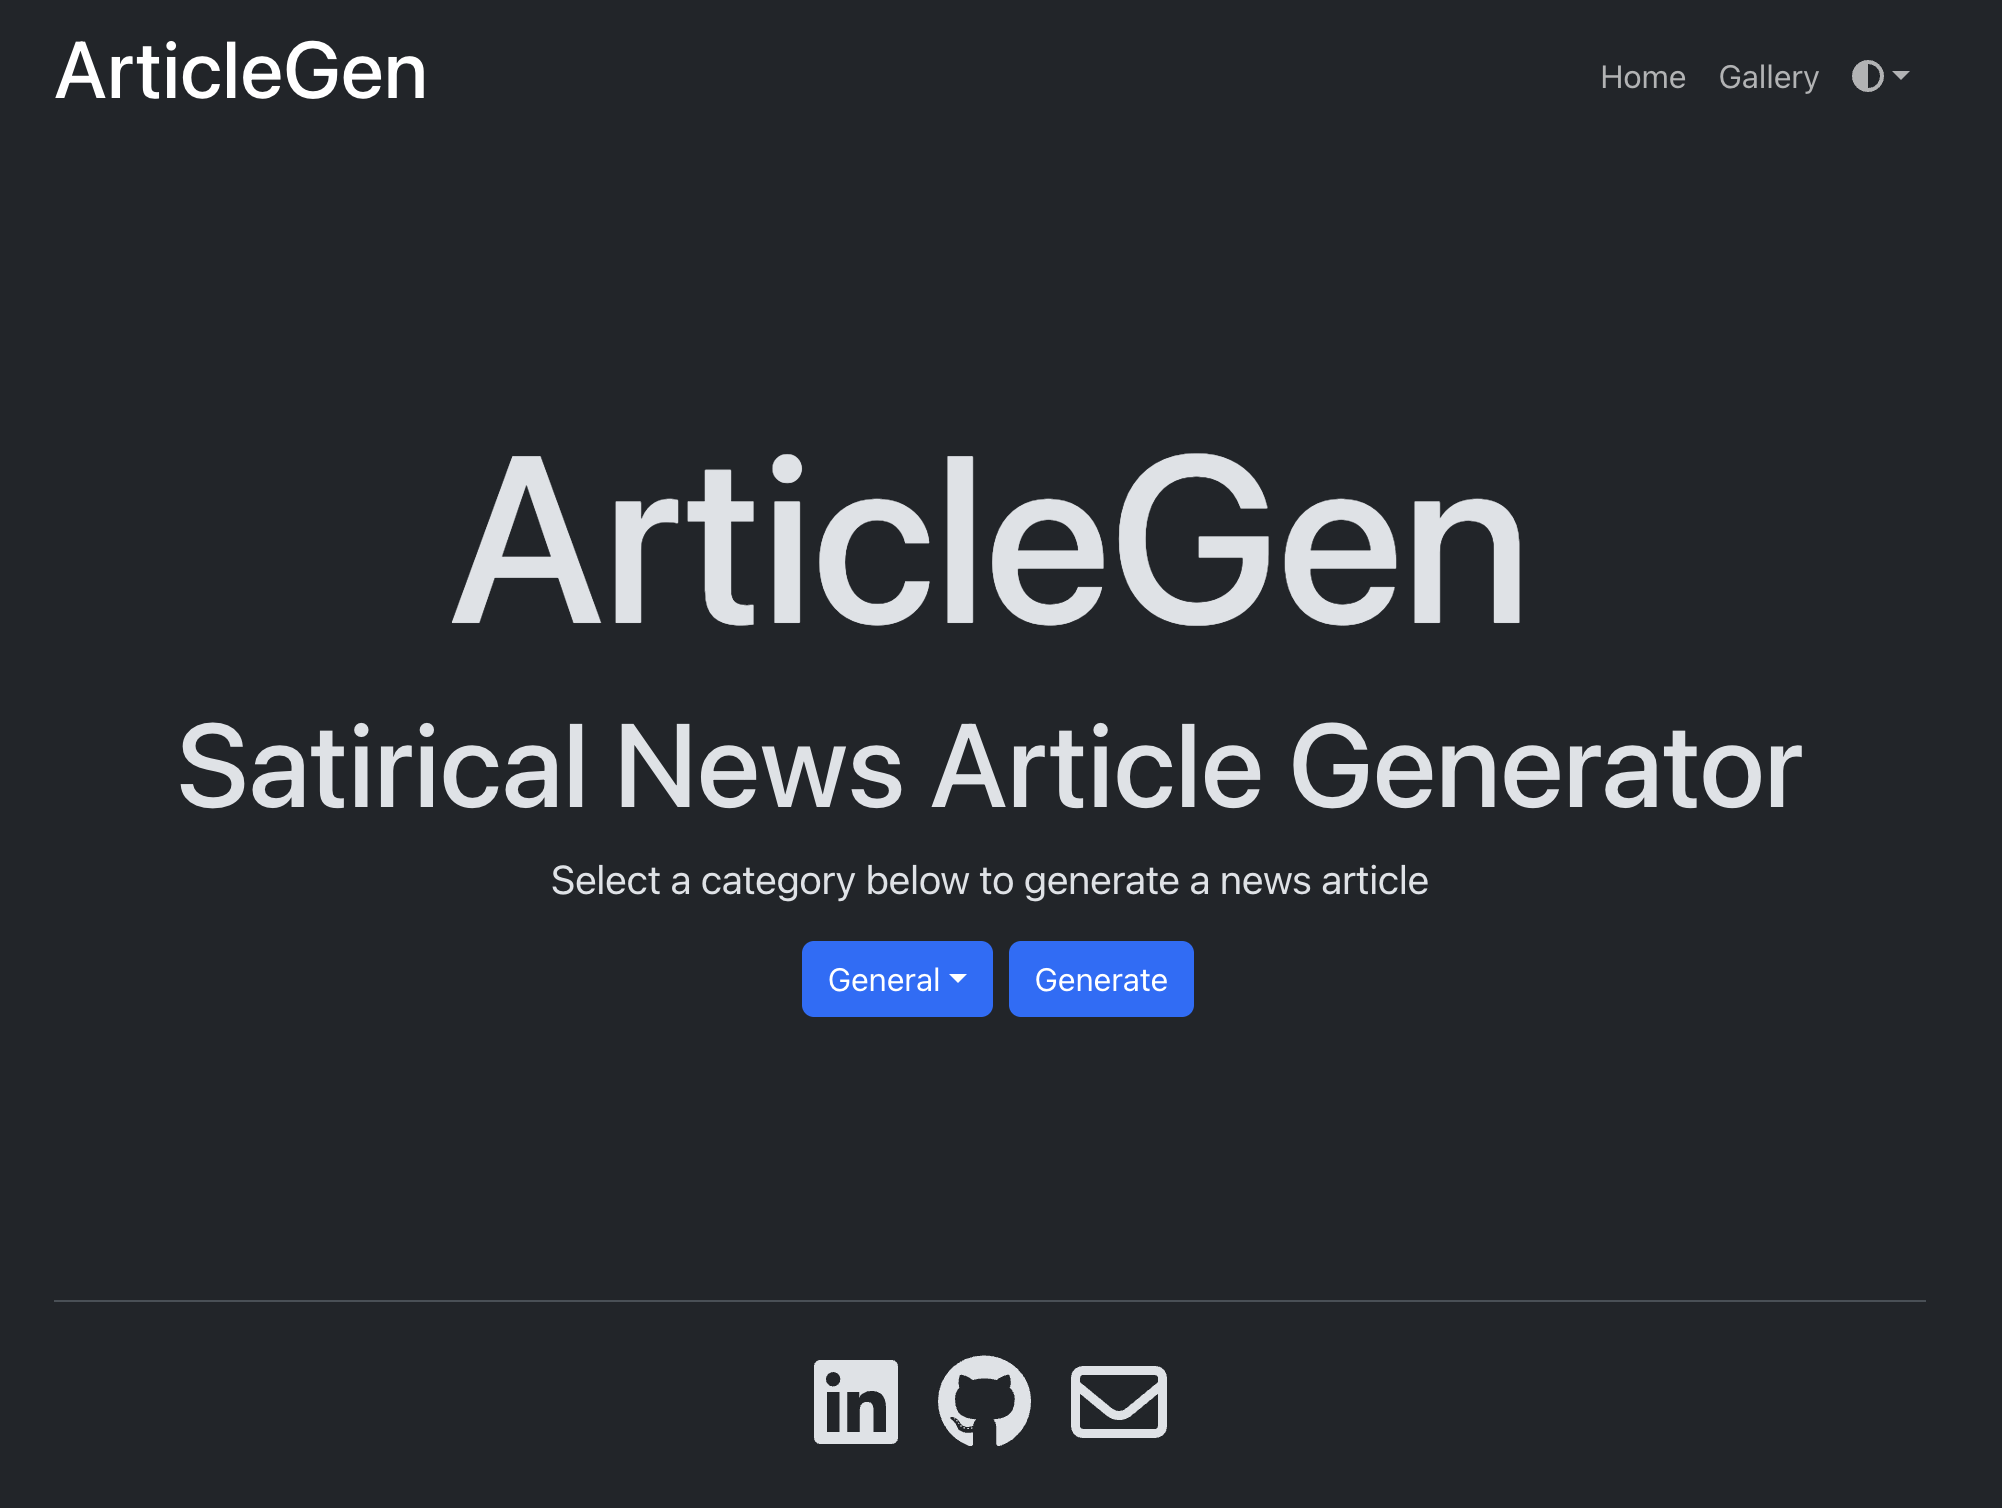 ArticleGen
Home Gallery
ArticleGen
Satirical News Article Generator
Select a category below to generate a news article
General Generate
in